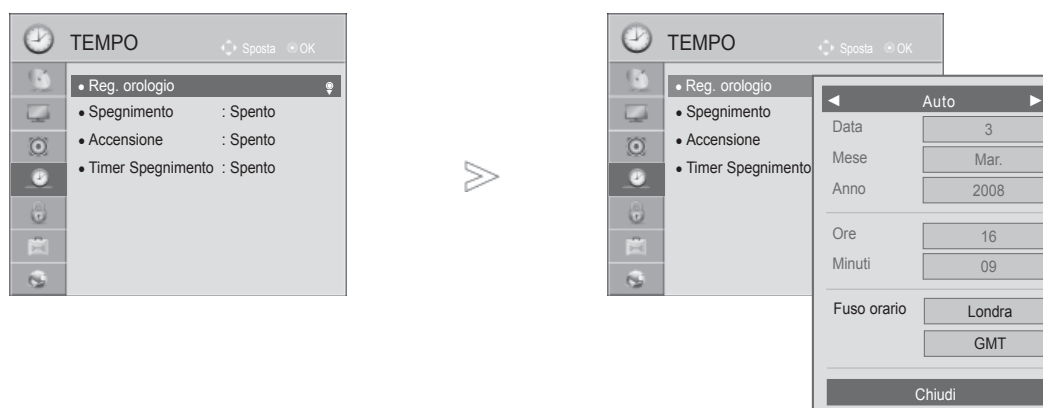 TEMPO
Sposta OK
• Reg. orologio
• Spegnimento : Spento
• Accensione : Spento
• Timer Spegnimento : Spento
TEMPO
Sposta OK
• Reg. orologio
• Spegnimento
• Accensione
• Timer Spegnimento
◀ Auto ▶
Data 3
Mese Mar.
Anno 2008
Ore 16
Minuti 09
Fuso orario Londra
GMT
Chiudi